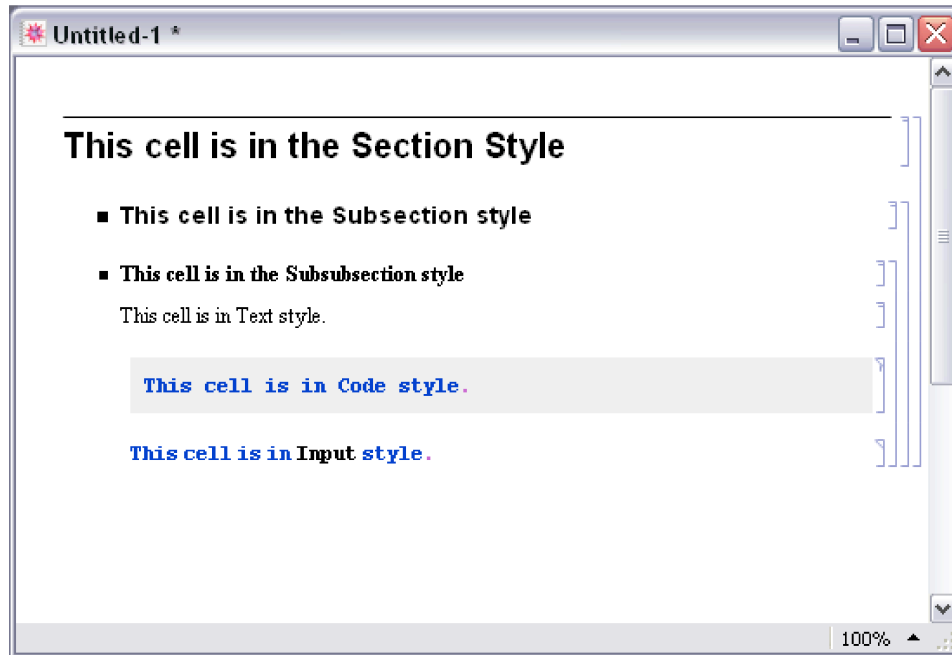 Untitled-1 *
This cell is in the Section Style
This cell is in the Subsection style
This cell is in the Subsubsection style
This cell is in Text style.
This cell is in Code style.
This cell is in Input style.
100%